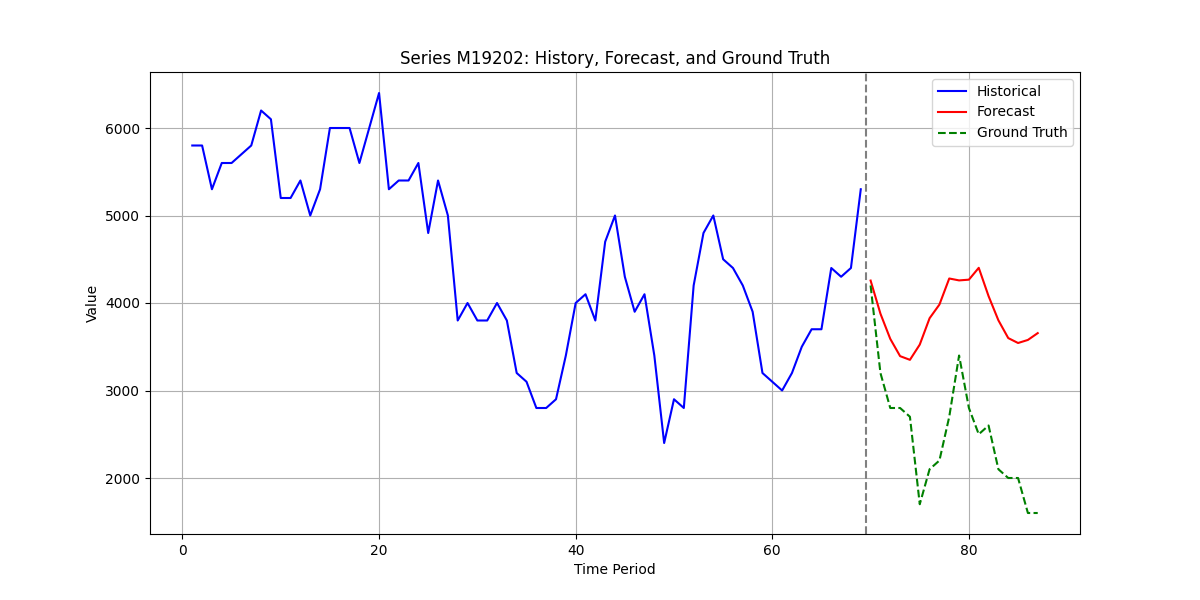 Series M19202: History, Forecast, and Ground Truth
Historical
Forecast
Ground Truth
6000
5000
4000
3000
2000
Value
0 20 40 60 80
Time Period